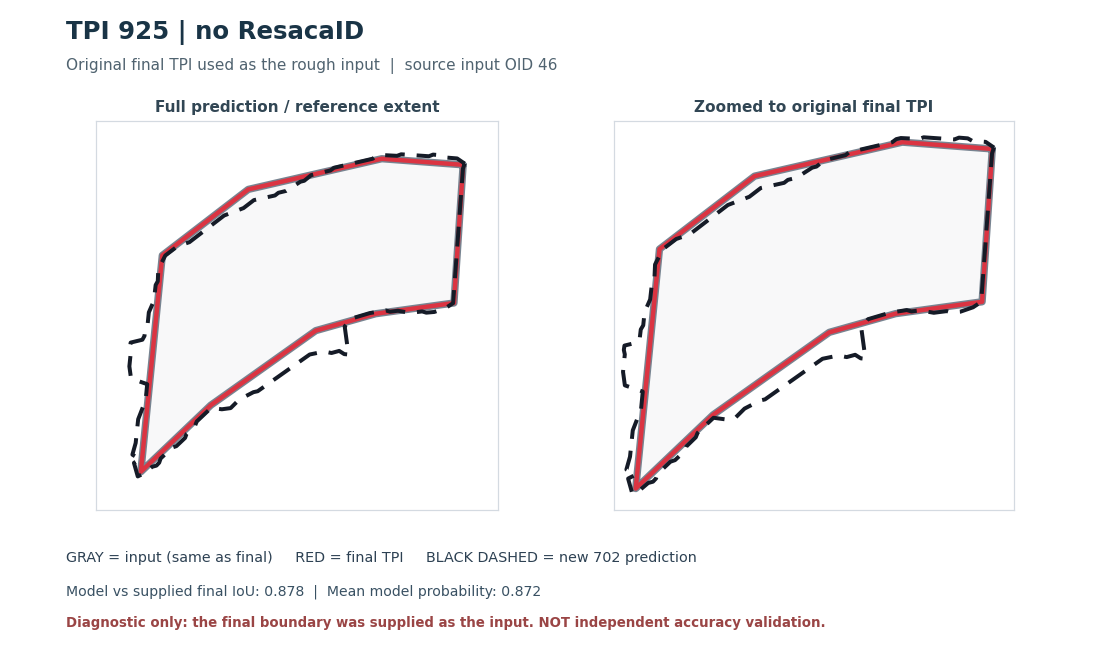 TPI 925 | no ResacaID
Original final TPI used as the rough input | source input OID 46
Full prediction / reference extent
Zoomed to original final TPI
GRAY = input (same as final) RED = final TPI BLACK DASHED = new 702 prediction
Model vs supplied final IoU: 0.878 | Mean model probability: 0.872
Diagnostic only: the final boundary was supplied as the input. NOT independent accuracy validation.